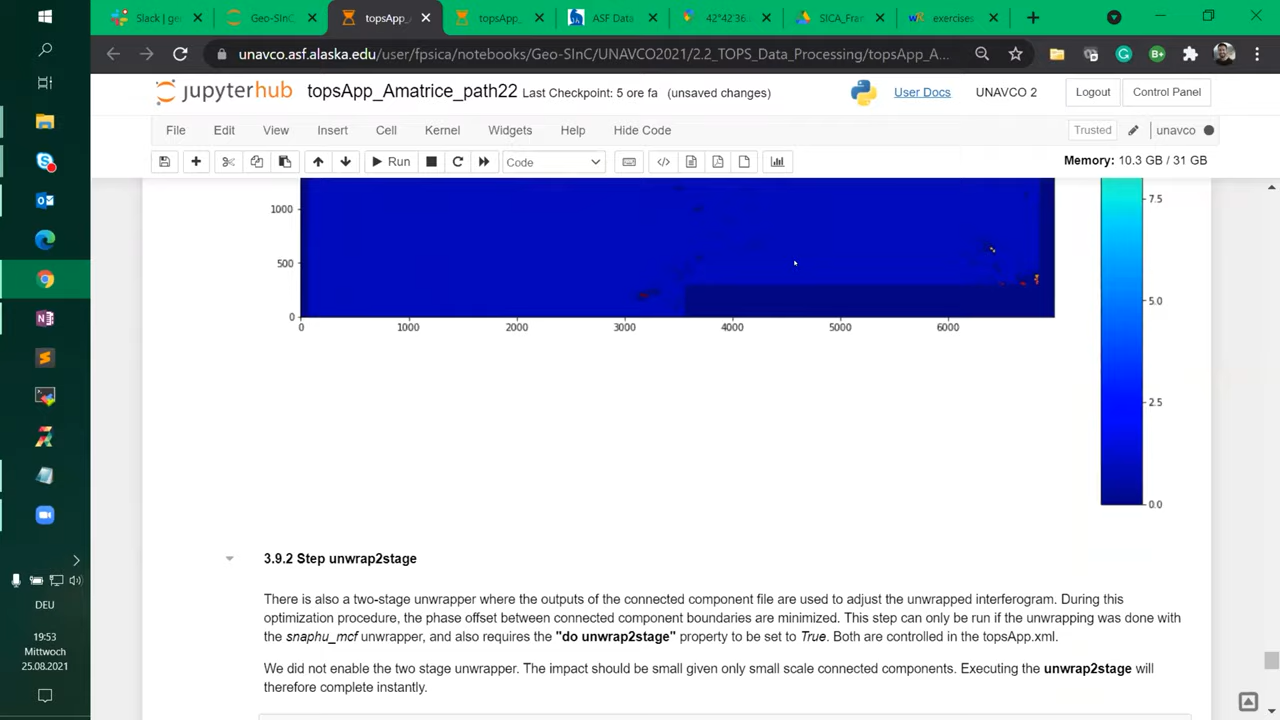 Slack | ge
Geo-SInC
topsApp_
topsApp_
ASF Data
42°42'36
SICA_Fran
exercises
unavco.asf.alaska.edu/user/fpsica/notebooks/Geo-SInC/UNAVCO2021/2.2_TOPS_Data_Processing/topsApp_A...
jupyterhub topsApp_Amatrice_path22 Last Checkpoint: 5 ore fa (unsaved changes) User Docs UNAVCO 2 Logout Control Panel
File Edit View Insert Cell Kernel Widgets Help Hide Code Trusted unavco
Run Code Memory: 10.3 GB / 31 GB
1000
500
0
0 1000 2000 3000 4000 5000 6000
7.5
5.0
2.5
0.0
3.9.2 Step unwrap2stage
There is also a two-stage unwrapper where the outputs of the connected component file are used to adjust the unwrapped interferogram. During this
optimization procedure, the phase offset between connected component boundaries are minimized. This step can only be run if the unwrapping was done with
the snaphu_mcf unwrapper, and also requires the "do unwrap2stage" property to be set to True. Both are controlled in the topsApp.xml.
We did not enable the two stage unwrapper. The impact should be small given only small scale connected components. Executing the unwrap2stage will
therefore complete instantly.
DEU
19:53
Mittwoch
25.08.2021